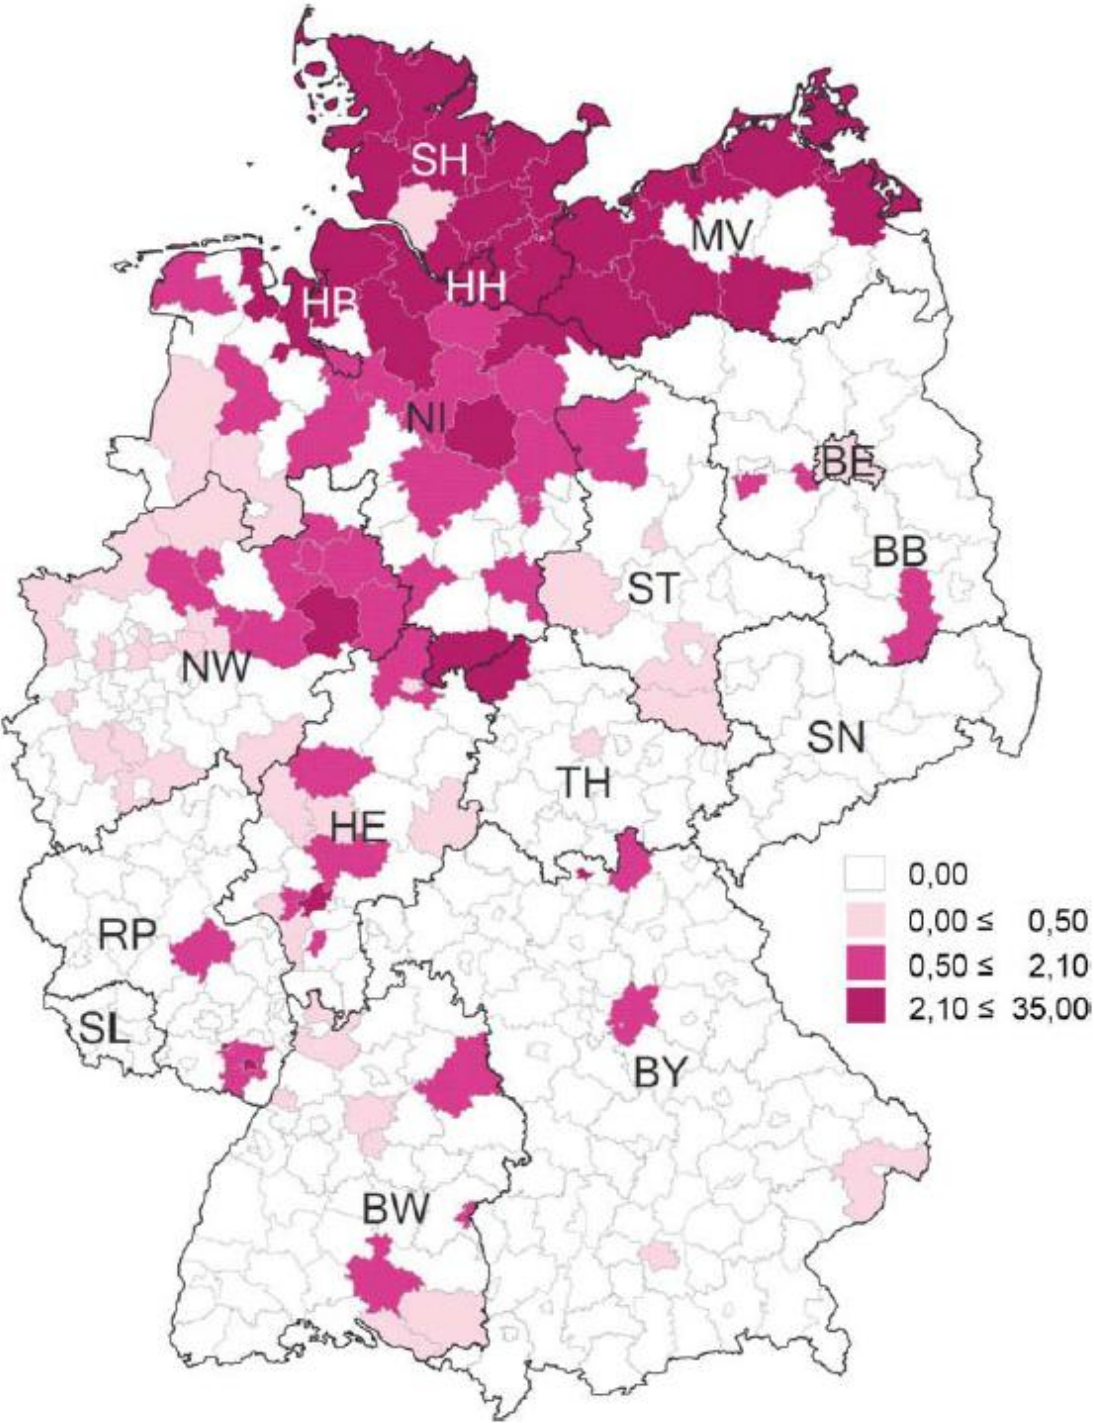 SH
MV
HH
HB
NI
BE
BB
ST
NW
SN
TH
HE
0,00
0,00 ≤ 0,50
RP
0,50 ≤ 2,10
2,10 ≤ 35,00
SL
BY
BW